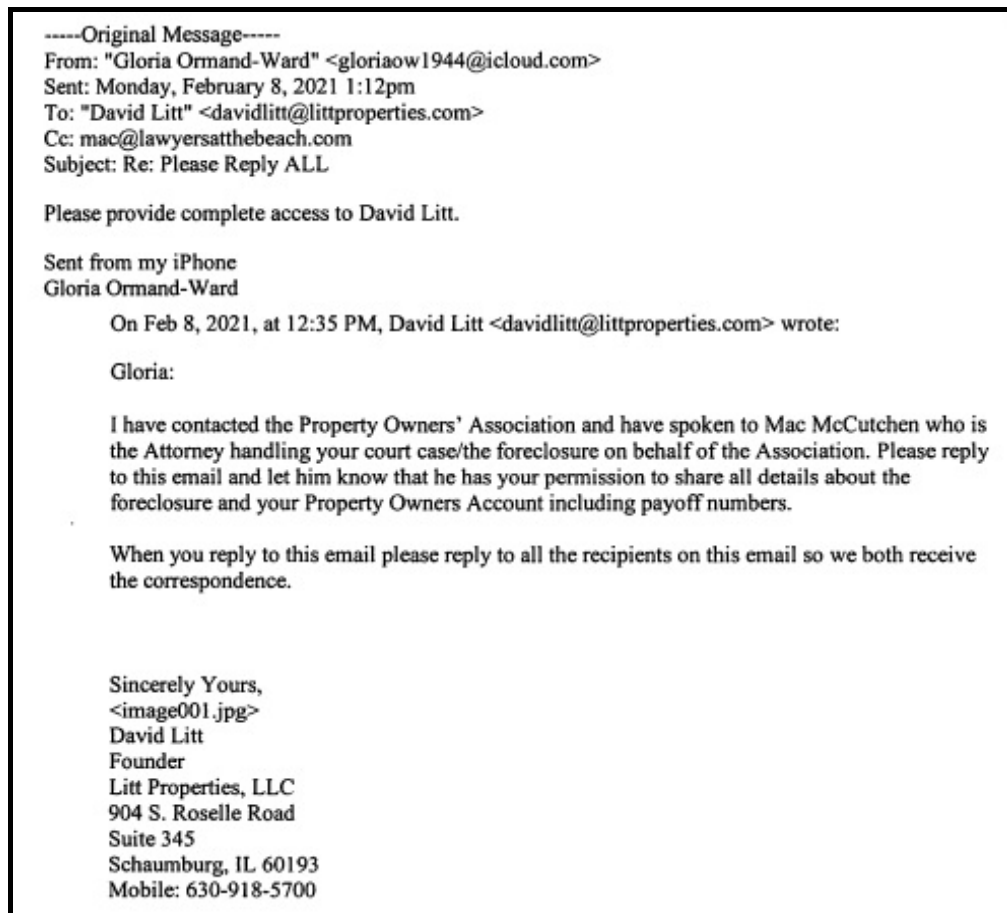 -----Original Message-----
From: "Gloria Ormand-Ward" <gloriaow1944@icloud.com>
Sent: Monday, February 8, 2021 1:12pm
To: "David Litt" <davidlitt@littproperties.com>
Cc: mac@lawyersatthebeach.com
Subject: Re: Please Reply ALL
Please provide complete access to David Litt.
Sent from my iPhone
Gloria Ormand-Ward
On Feb 8, 2021, at 12:35 PM, David Litt <davidlitt@littproperties.com> wrote:
Gloria:
I have contacted the Property Owners' Association and have spoken to Mac McCutchen who is
the Attorney handling your court case/the foreclosure on behalf of the Association. Please reply
to this email and let him know that he has your permission to share all details about the
foreclosure and your Property Owners Account including payoff numbers.
When you reply to this email please reply to all the recipients on this email so we both receive
the correspondence.
Sincerely Yours,
<image001.jpg>
David Litt
Founder
Litt Properties, LLC
904 S. Roselle Road
Suite 345
Schaumburg, IL 60193
Mobile: 630-918-5700